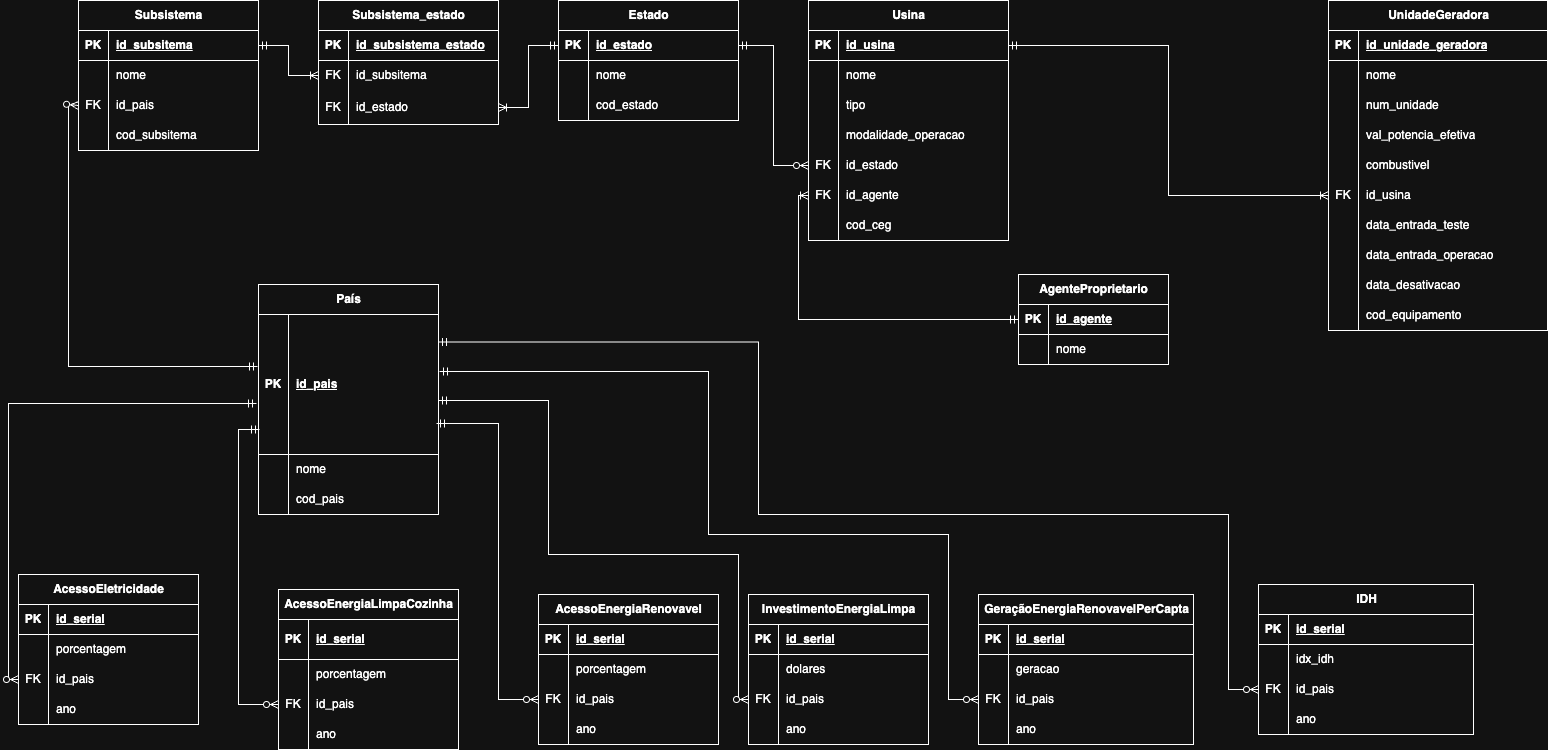 Subsistema
PK id_subsitema
nome
FK id_pais
cod_subsitema
Subsistema_estado
PK id_subsistema_estado
FK id_subsitema
FK id_estado
Estado
PK id_estado
nome
cod_estado
Usina
PK id_usina
nome
tipo
modalidade_operacao
FK id_estado
FK id_agente
cod_ceg
UnidadeGeradora
PK id_unidade_geradora
nome
num_unidade
val_potencia_efetiva
combustivel
FK id_usina
data_entrada_teste
data_entrada_operacao
data_desativacao
cod_equipamento
AgenteProprietario
PK id_agente
nome
País
PK id_pais
nome
cod_pais
AcessoEletricidade
PK id_serial
porcentagem
FK id_pais
ano
AcessoEnergiaLimpaCozinha
PK id_serial
porcentagem
FK id_pais
ano
AcessoEnergiaRenovavel
PK id_serial
porcentagem
FK id_pais
ano
InvestimentoEnergiaLimpa
PK id_serial
dolares
FK id_pais
ano
GeraçãoEnergiaRenovavelPerCapta
PK id_serial
geracao
FK id_pais
ano
IDH
PK id_serial
idx_idh
FK id_pais
ano